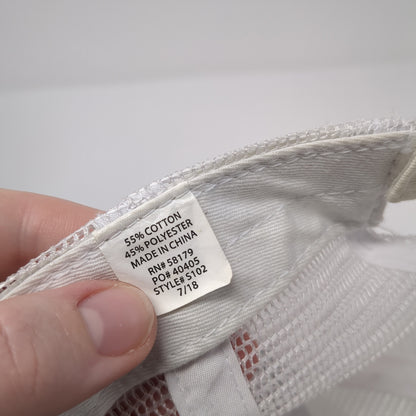 55% COTTON
45% POLYESTER
MADE IN CHINA
RN# 58179
PO# 40405
STYLE# S102
7/18